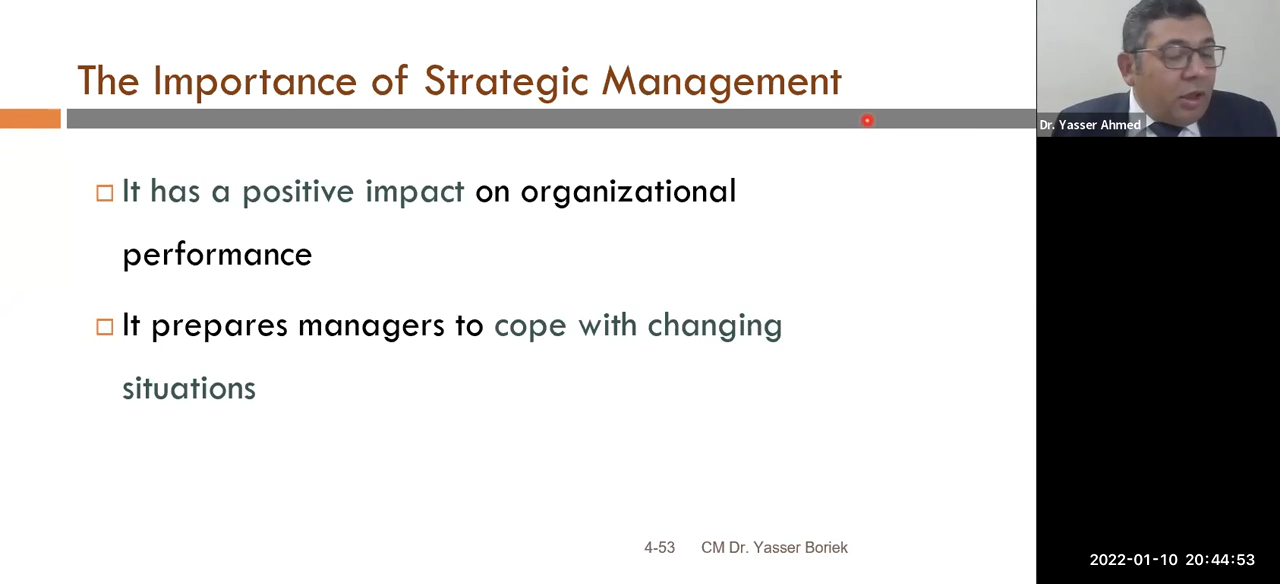 The Importance of Strategic Management
Dr. Yasser Ahmed
It has a positive impact on organizational
performance
It prepares managers to cope with changing
situations
4-53 CM Dr. Yasser Boriek
2022-01-10 20:44:53